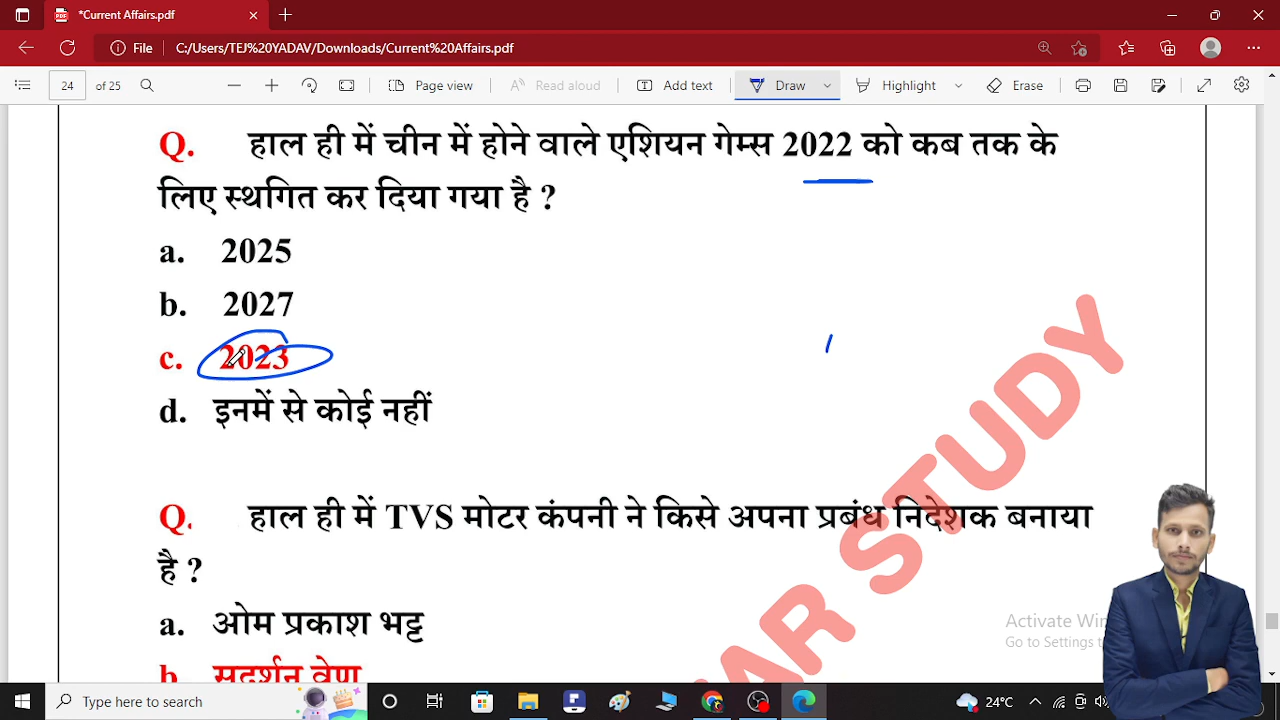 *Current Affairs.pdf
File C:/Users/TEJ%20YADAV/Downloads/Current%20Affairs.pdf
24 of 25 Page view Read aloud Add text Draw Highlight Erase
Q. हाल ही में चीन में होने वाले एशियन गेम्स 2022 को कब तक के
लिए स्थगित कर दिया गया है ?
a. 2025
b. 2027
c. 2023
d. इनमें से कोई नहीं
Q. हाल ही में TVS मोटर कंपनी ने किसे अपना प्रबंध निदेशक बनाया
है ?
a. ओम प्रकाश भट्ट
b. सुदर्शन वेणु
AR STUDY
Activate Win
Go to Settings t
Type here to search
24°C